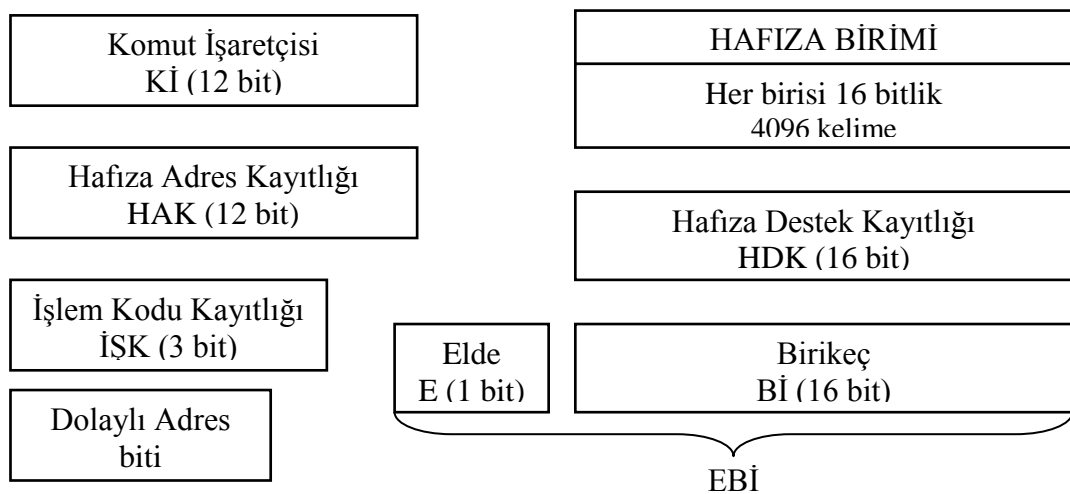 Komut İşaretçisi
Kİ (12 bit)
HAFIZA BİRİMİ
Her birisi 16 bitlik
4096 kelime
Hafıza Adres Kayıtlığı
HAK (12 bit)
Hafıza Destek Kayıtlığı
HDK (16 bit)
İşlem Kodu Kayıtlığı
İŞK (3 bit)
Elde
E (1 bit)
Birikeç
Bİ (16 bit)
Dolaylı Adres
biti
EBİ